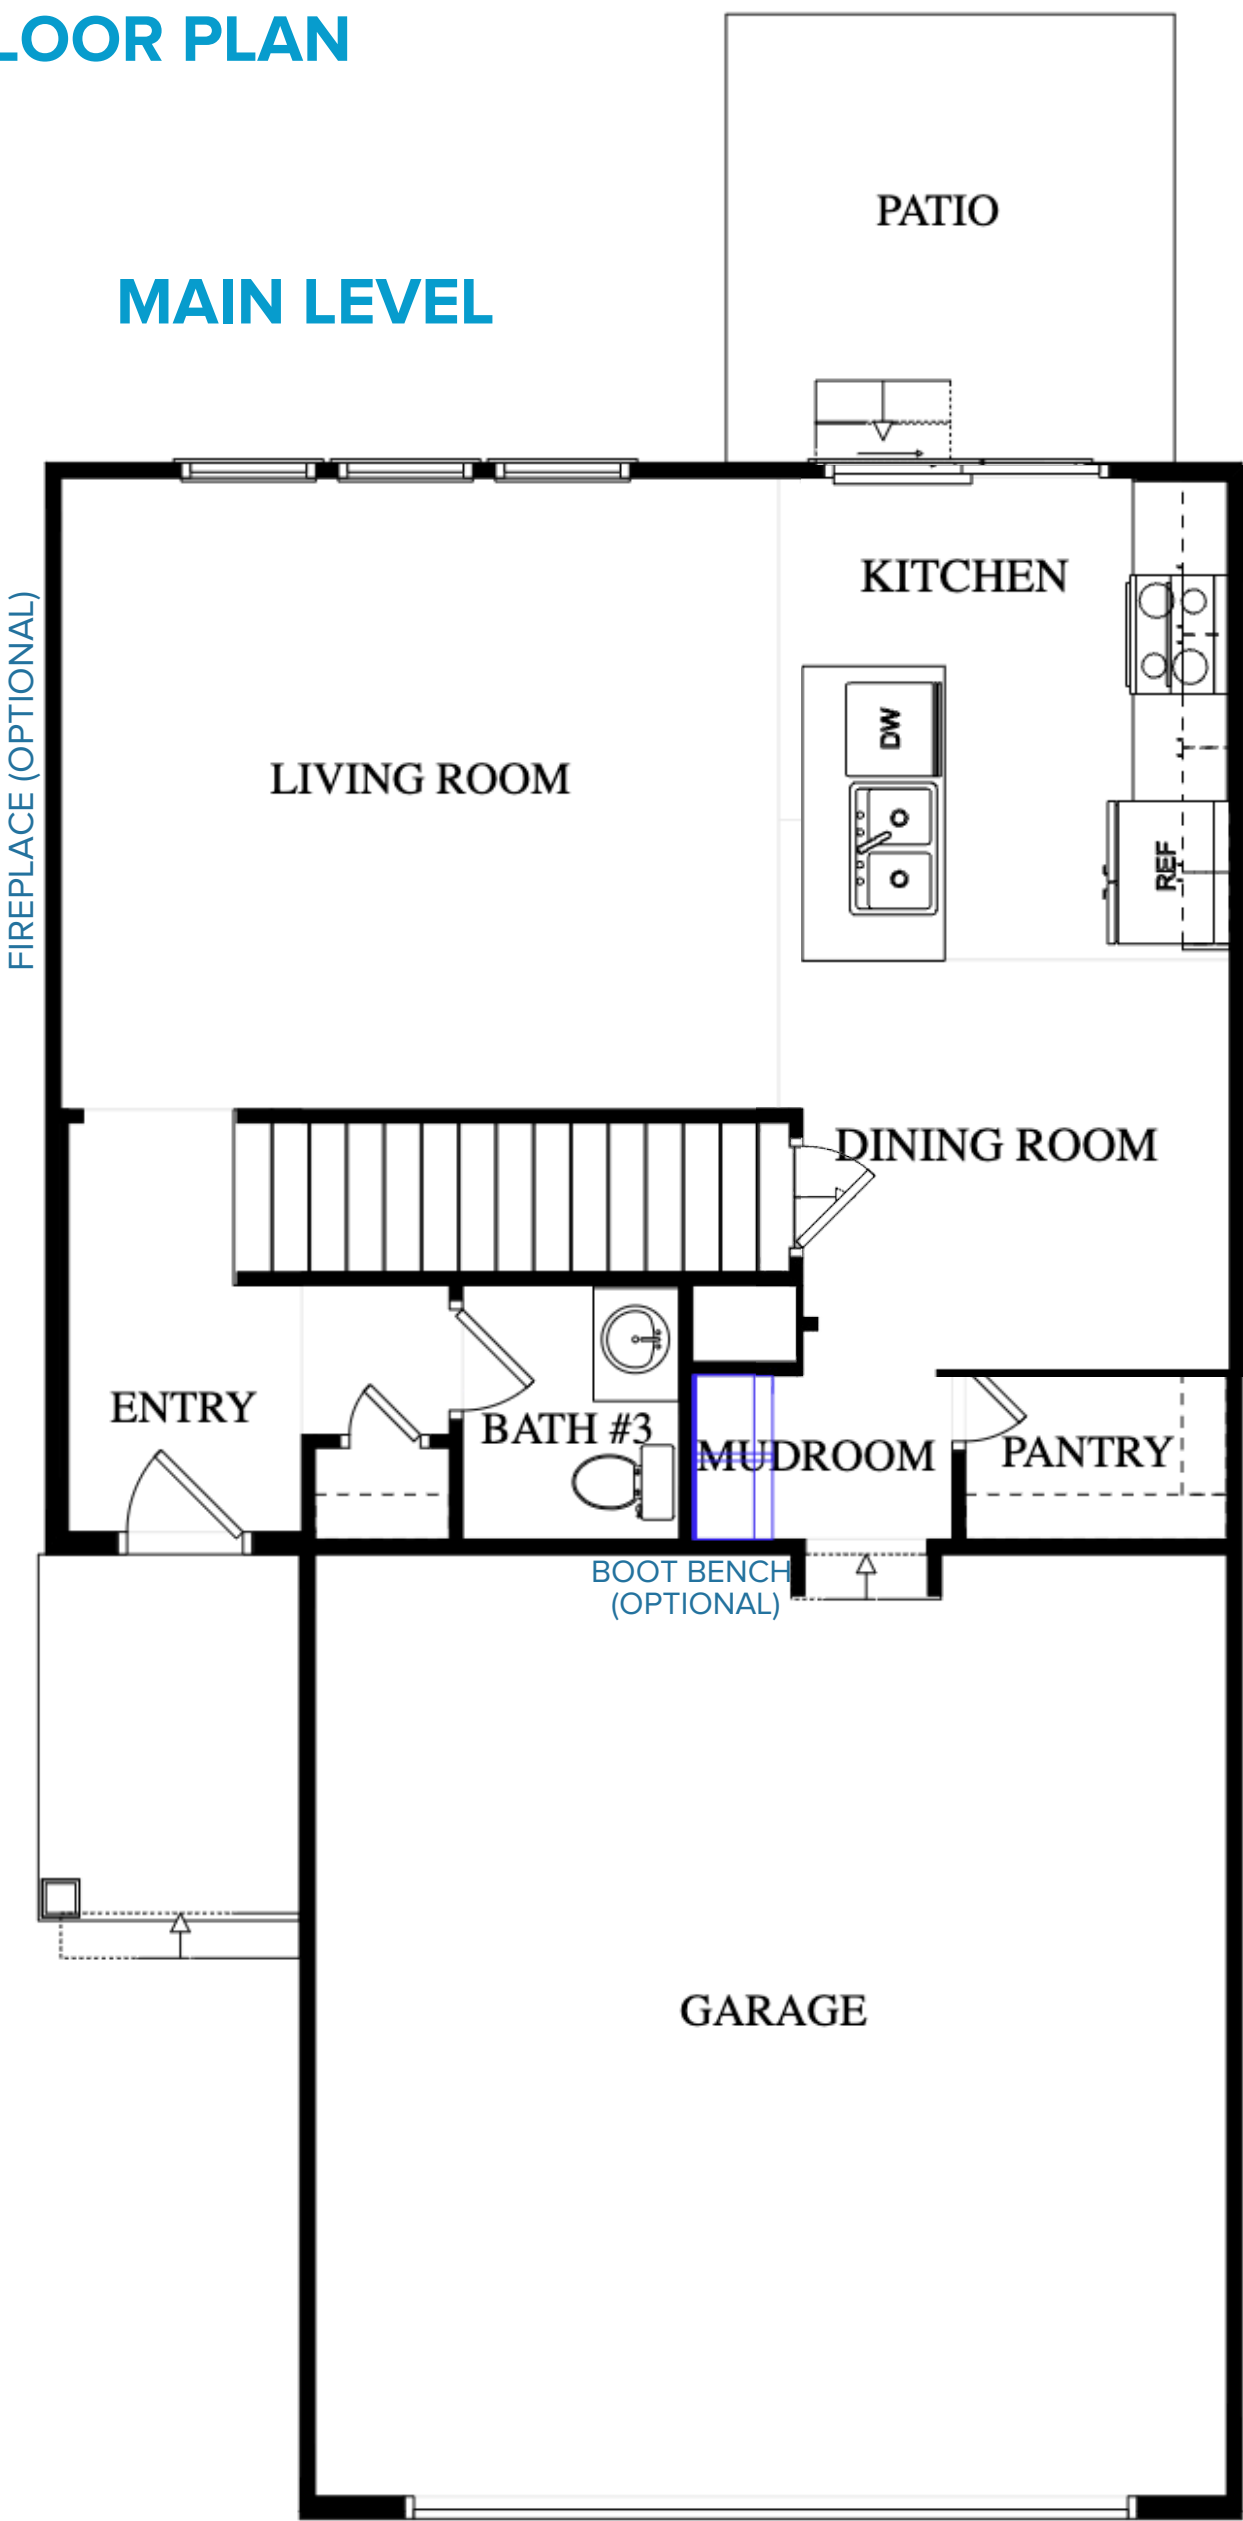 LOOR PLAN
PATIO
MAIN LEVEL
KITCHEN
FIREPLACE (OPTIONAL)
DW
LIVING ROOM
REF
DINING ROOM
ENTRY
BATH #3
MUDROOM
PANTRY
BOOT BENCH
(OPTIONAL)
GARAGE